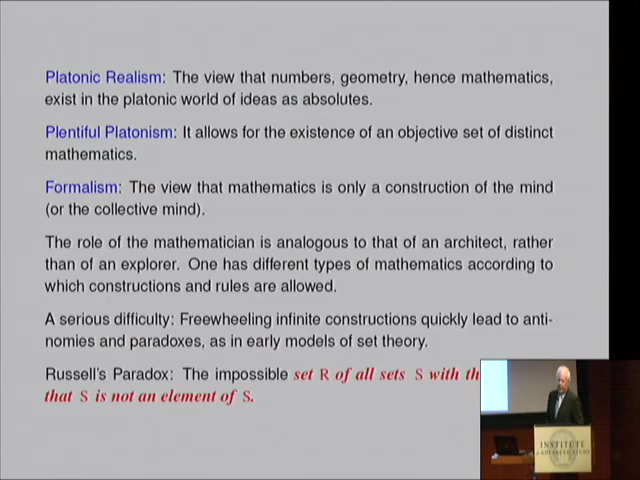 Platonic Realism: The view that numbers, geometry, hence mathematics,
exist in the platonic world of ideas as absolutes.
Plentiful Platonism: It allows for the existence of an objective set of distinct
mathematics.
Formalism: The view that mathematics is only a construction of the mind
(or the collective mind).
The role of the mathematician is analogous to that of an architect, rather
than of an explorer. One has different types of mathematics according to
which constructions and rules are allowed.
A serious difficulty: Freewheeling infinite constructions quickly lead to anti-
nomies and paradoxes, as in early models of set theory.
Russell's Paradox: The impossible set R of all sets S with th
that S is not an element of S.
INSTITUTE
for ADVANCED STUDY